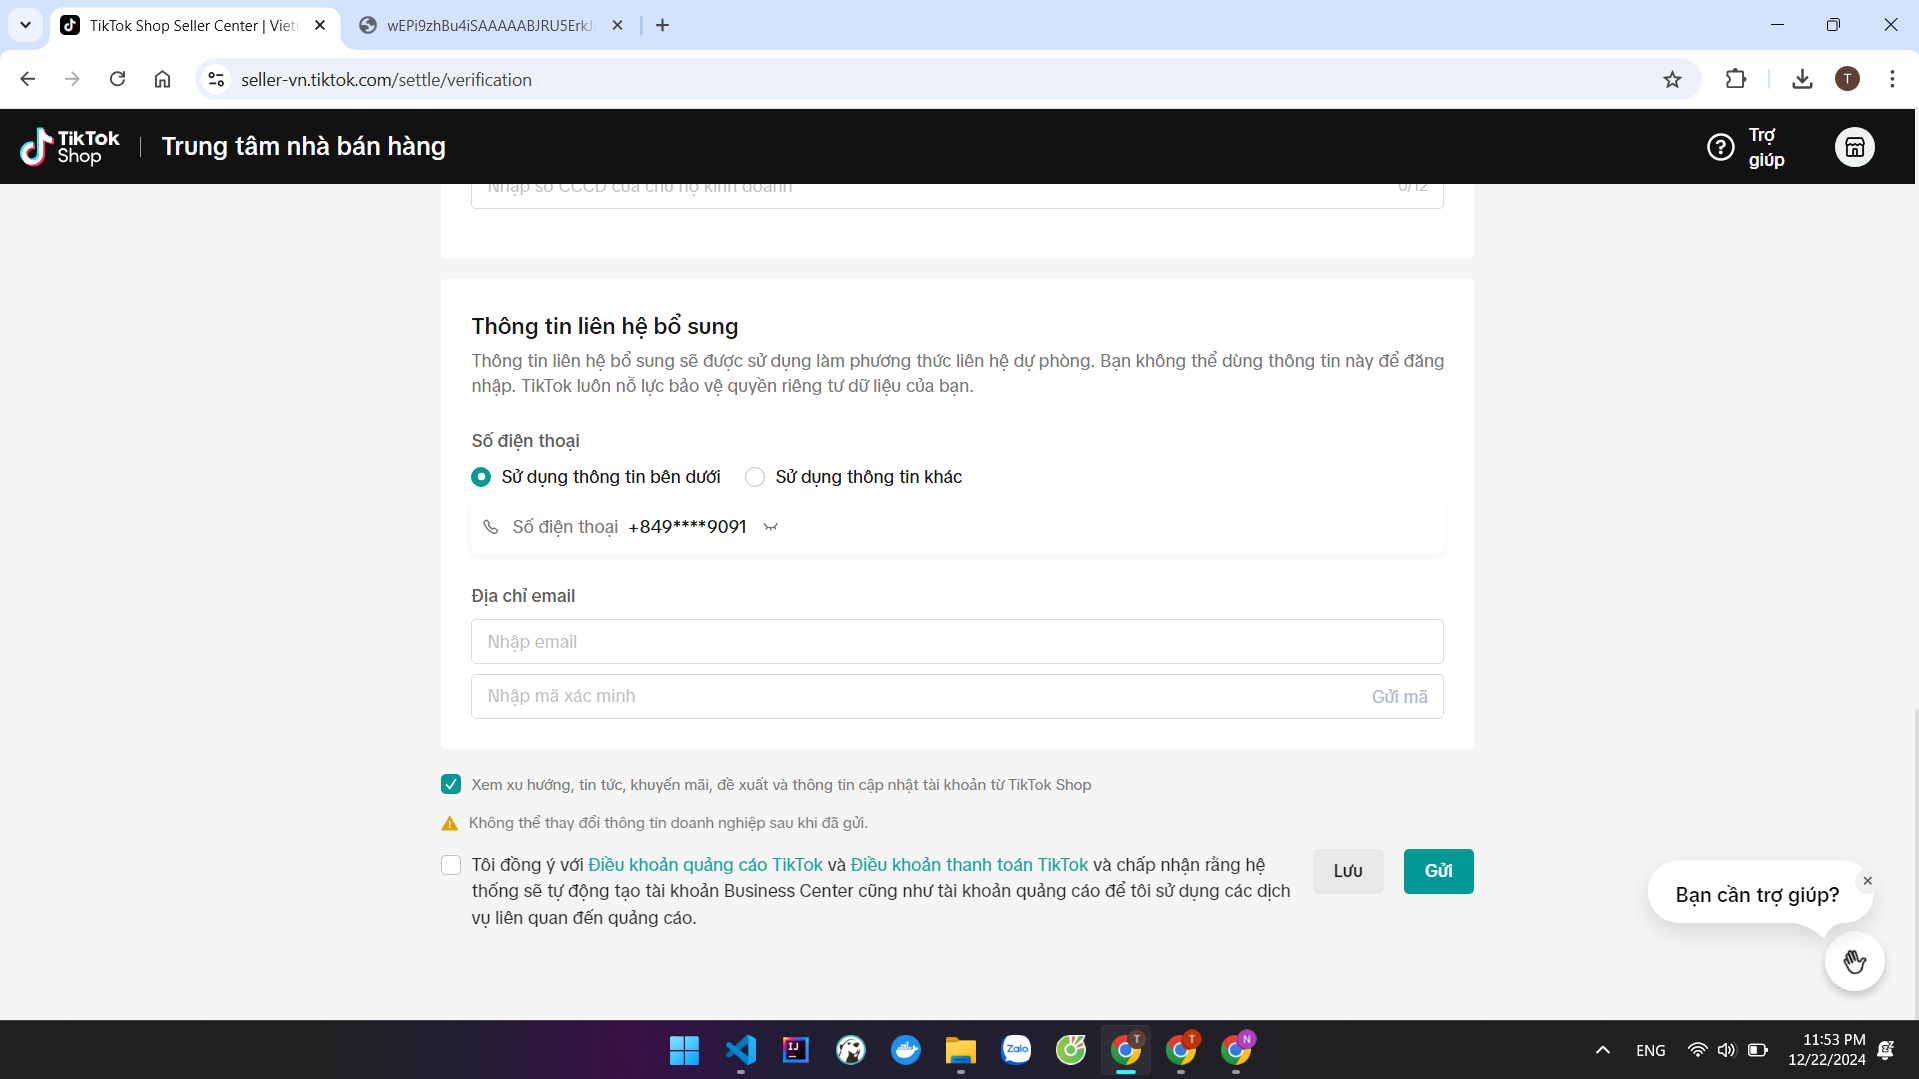 TikTok Shop Seller Center | Viet
wEPi9zhBu4iSAAAAABJRU5ErkJ
seller-vn.tiktok.com/settle/verification
T
TikTok
Shop
Trung tâm nhà bán hàng
Trợ
giúp
Nhập số CCCD của chủ hộ kinh doanh
0/12
Thông tin liên hệ bổ sung
Thông tin liên hệ bổ sung sẽ được sử dụng làm phương thức liên hệ dự phòng. Bạn không thể dùng thông tin này để đăng
nhập. TikTok luôn nỗ lực bảo vệ quyền riêng tư dữ liệu của bạn.
Số điện thoại
Sử dụng thông tin bên dưới
Sử dụng thông tin khác
Số điện thoại +849****9091
Địa chỉ email
Nhập email
Nhập mã xác minh
Gửi mã
Xem xu hướng, tin tức, khuyến mãi, đề xuất và thông tin cập nhật tài khoản từ TikTok Shop
Không thể thay đổi thông tin doanh nghiệp sau khi đã gửi.
Tôi đồng ý với Điều khoản quảng cáo TikTok và Điều khoản thanh toán TikTok và chấp nhận rằng hệ
thống sẽ tự động tạo tài khoản Business Center cũng như tài khoản quảng cáo để tôi sử dụng các dịch
vụ liên quan đến quảng cáo.
Lưu
Gửi
Bạn cần trợ giúp?
IJ
Zalo
T
T
N
ENG
11:53 PM
12/22/2024